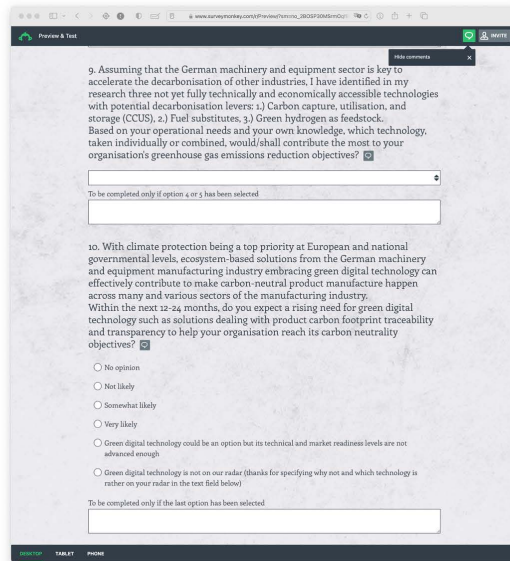 www.surveymonkey.com/r/Preview/?sm=no_2BOSP30M5rm0ch
Preview & Test
INVITE
Hide comments
9. Assuming that the German machinery and equipment sector is key to
accelerate the decarbonisation of other industries, I have identified in my
research three not yet fully technically and economically accessible technologies
with potential decarbonisation levers: 1.) Carbon capture, utilisation, and
storage (CCUS), 2.) Fuel substitutes, 3.) Green hydrogen as feedstock.
Based on your operational needs and your own knowledge, which technology,
taken individually or combined, would/shall contribute the most to your
organisation's greenhouse gas emissions reduction objectives?
To be completed only if option 4 or 5 has been selected
10. With climate protection being a top priority at European and national
governmental levels, ecosystem-based solutions from the German machinery
and equipment manufacturing industry embracing green digital technology can
effectively contribute to make carbon-neutral product manufacture happen
across many and various sectors of the manufacturing industry.
Within the next 12-24 months, do you expect a rising need for green digital
technology such as solutions dealing with product carbon footprint traceability
and transparency to help your organisation reach its carbon neutrality
objectives?
No opinion
Not likely
Somewhat likely
Very likely
Green digital technology could be an option but its technical and market readiness levels are not
advanced enough
Green digital technology is not on our radar (thanks for specifying why not and which technology is
rather on your radar in the text field below)
To be completed only if the last option has been selected
DESKTOP TABLET PHONE